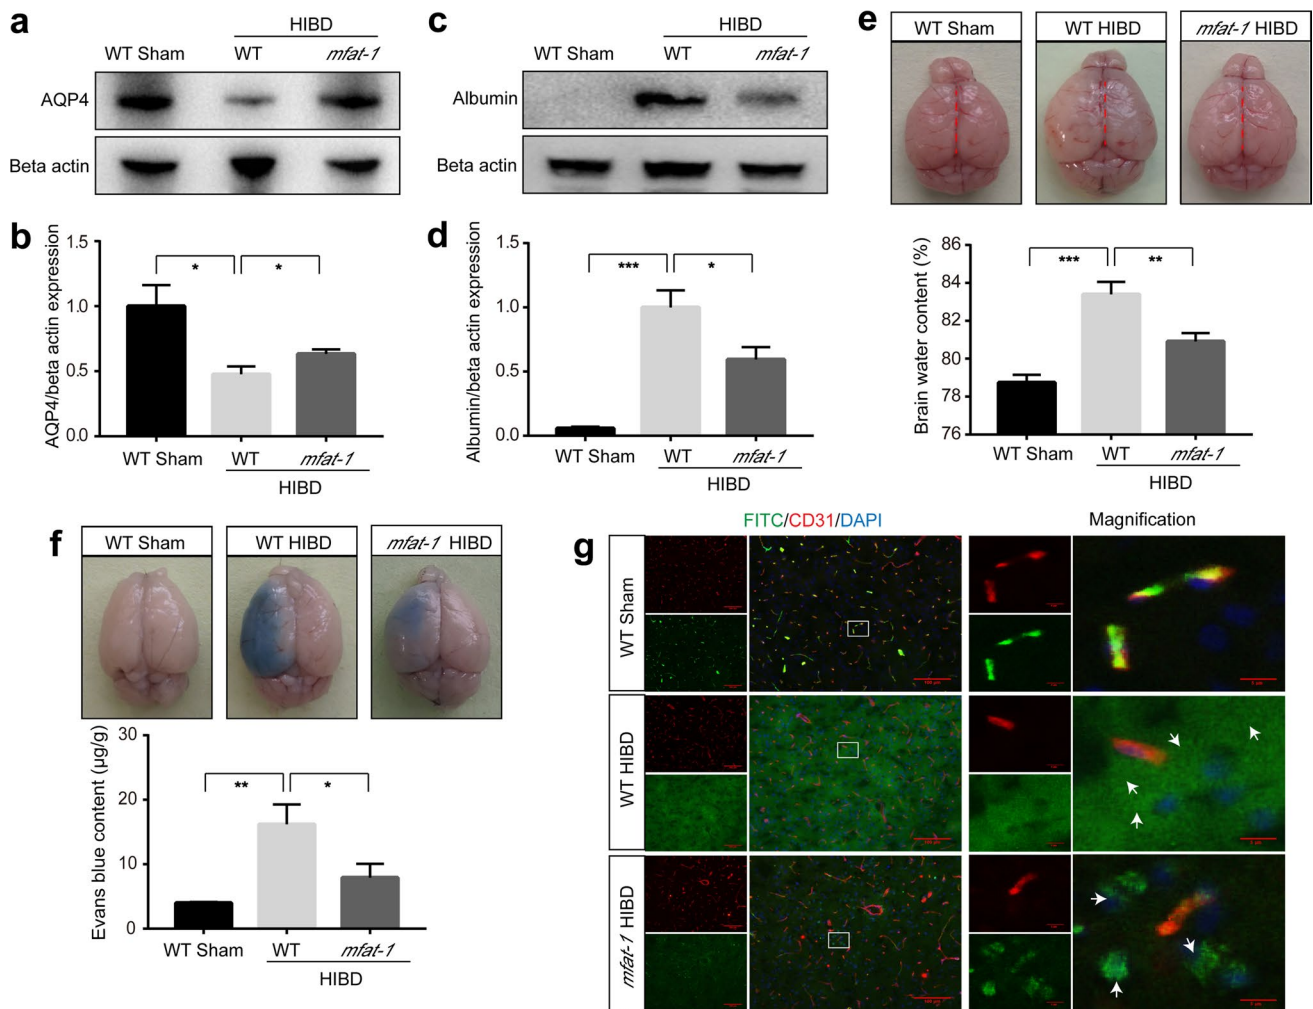 a
HIBD
WT Sham WT mfat-1
AQP4
Beta actin
b
AQP4/beta actin expression
1.5
1.0
0.5
0.0
* *
WT Sham WT mfat-1
HIBD
c
HIBD
WT Sham WT mfat-1
Albumin
Beta actin
d
Albumin/beta actin expression
1.5
1.0
0.5
0.0
*** *
WT Sham WT mfat-1
HIBD
e
WT Sham WT HIBD mfat-1 HIBD
Brain water content (%)
86
84
82
80
78
76
*** **
WT Sham WT mfat-1
HIBD
f
WT Sham WT HIBD mfat-1 HIBD
Evans blue content (µg/g)
30
20
10
0
** *
WT Sham WT mfat-1
HIBD
g
FITC/CD31/DAPI Magnification
WT Sham
WT HIBD
mfat-1 HIBD